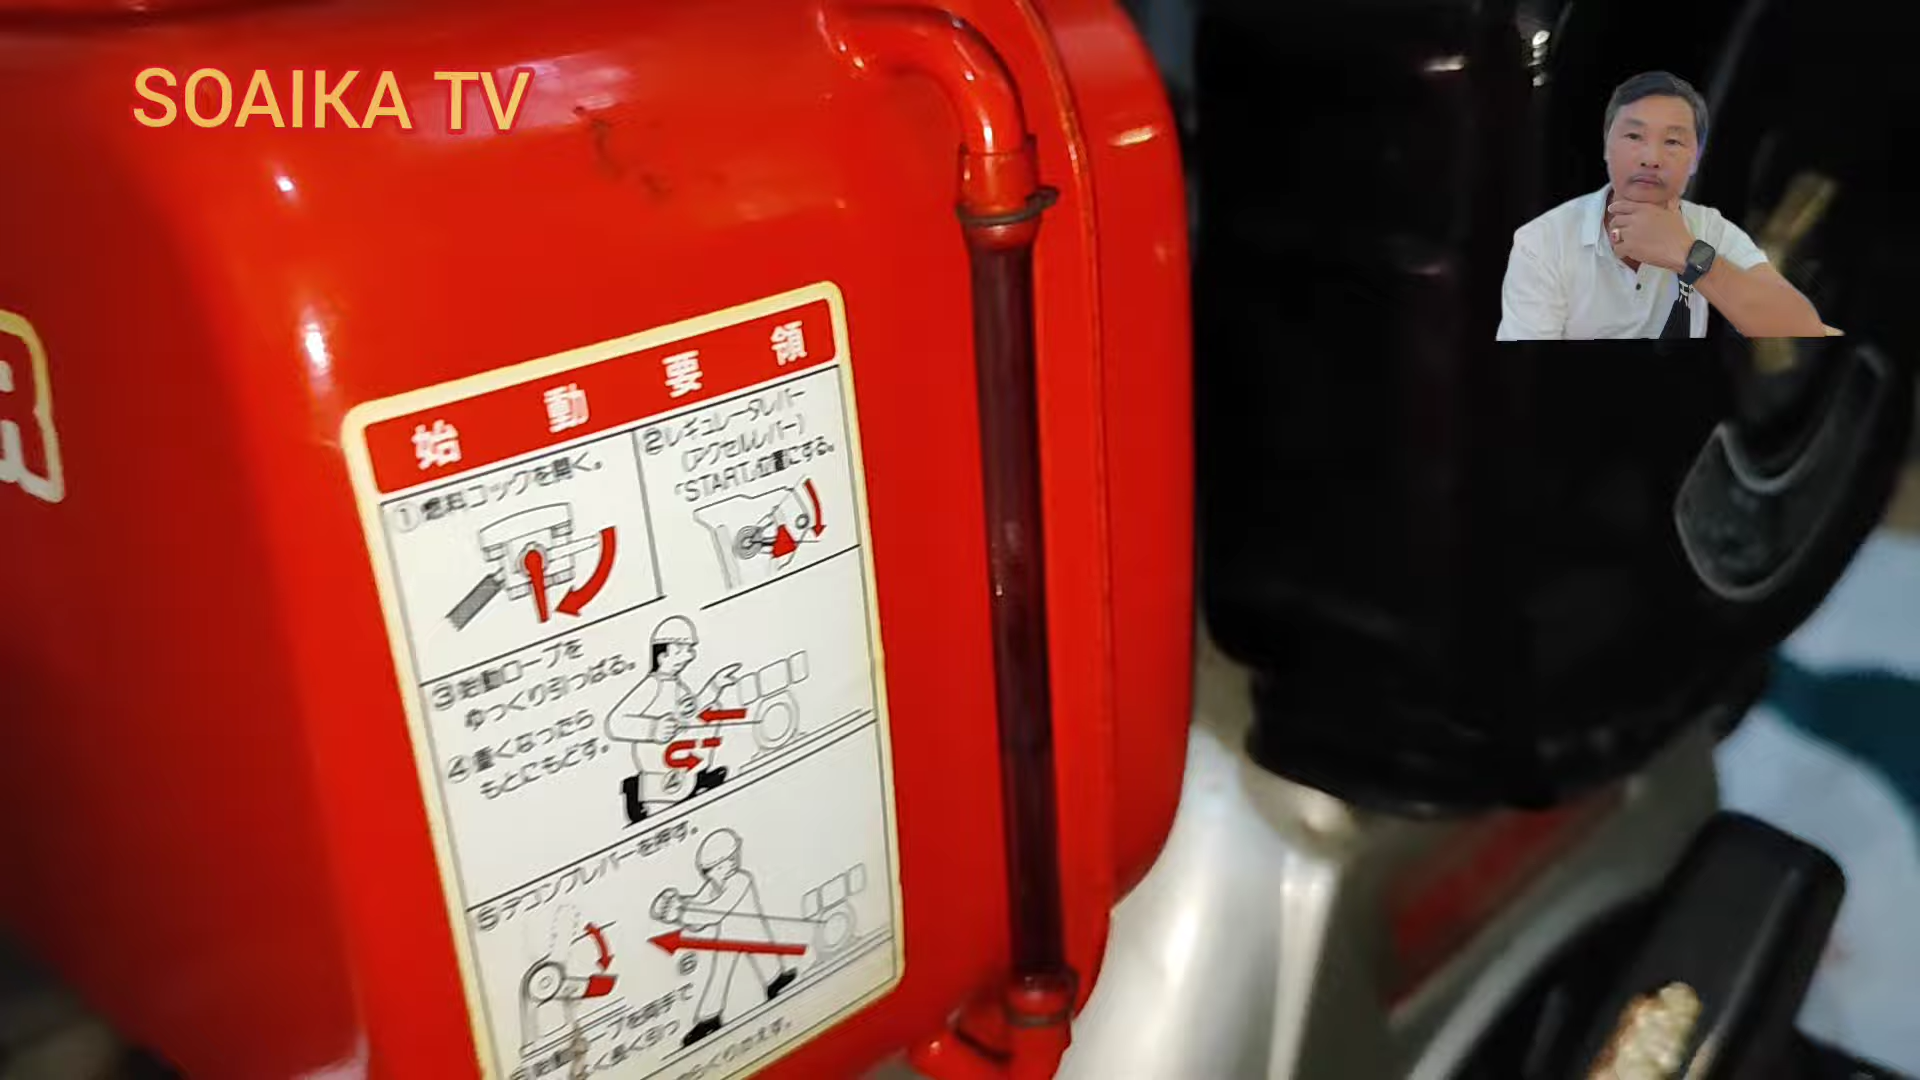 SOAIKA TV
始動要領
①燃料コックを開く。
②レギュレータレバー
(アクセルレバー)
「START」位置にする。
③始動ロープを
ゆっくり引っぱる。
④重くなったら
もとにもどす。
⑤デコンプレバーを押す。
⑥